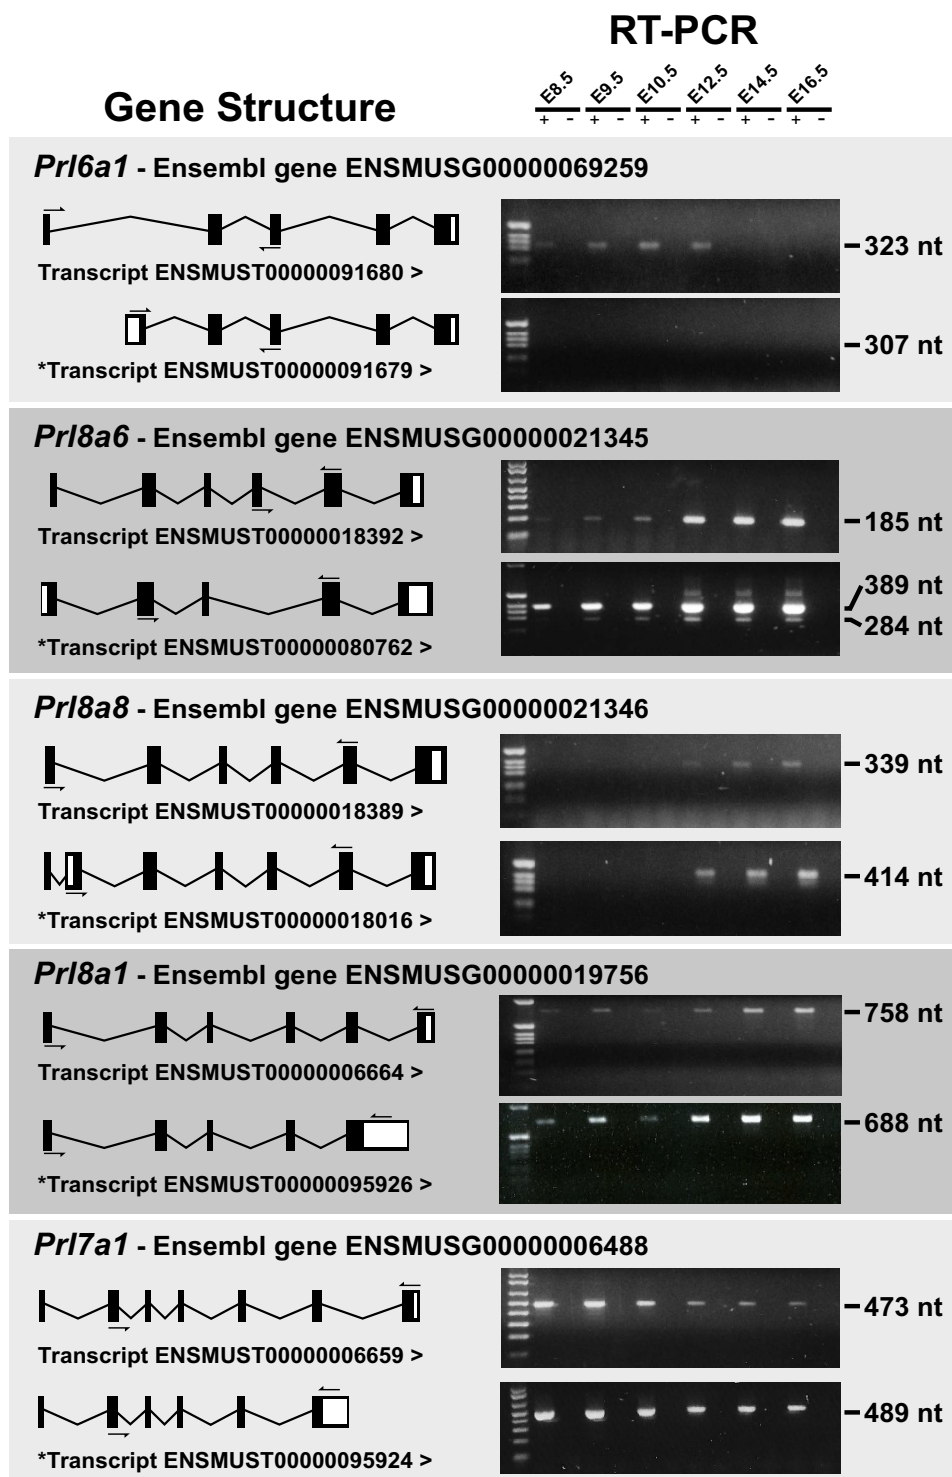 RT-PCR
Gene Structure
E8.5 E9.5 E10.5 E12.5 E14.5 E16.5
+ - + - + - + - + - + -
Prl6a1 - Ensembl gene ENSMUSG00000069259
323 nt
Transcript ENSMUST00000091680 >
307 nt
*Transcript ENSMUST00000091679 >
Prl8a6 - Ensembl gene ENSMUSG00000021345
185 nt
Transcript ENSMUST00000018392 >
389 nt
284 nt
*Transcript ENSMUST00000080762 >
Prl8a8 - Ensembl gene ENSMUSG00000021346
339 nt
Transcript ENSMUST00000018389 >
414 nt
*Transcript ENSMUST00000018016 >
Prl8a1 - Ensembl gene ENSMUSG00000019756
758 nt
Transcript ENSMUST00000006664 >
688 nt
*Transcript ENSMUST00000095926 >
Prl7a1 - Ensembl gene ENSMUSG00000006488
473 nt
Transcript ENSMUST00000006659 >
489 nt
*Transcript ENSMUST00000095924 >